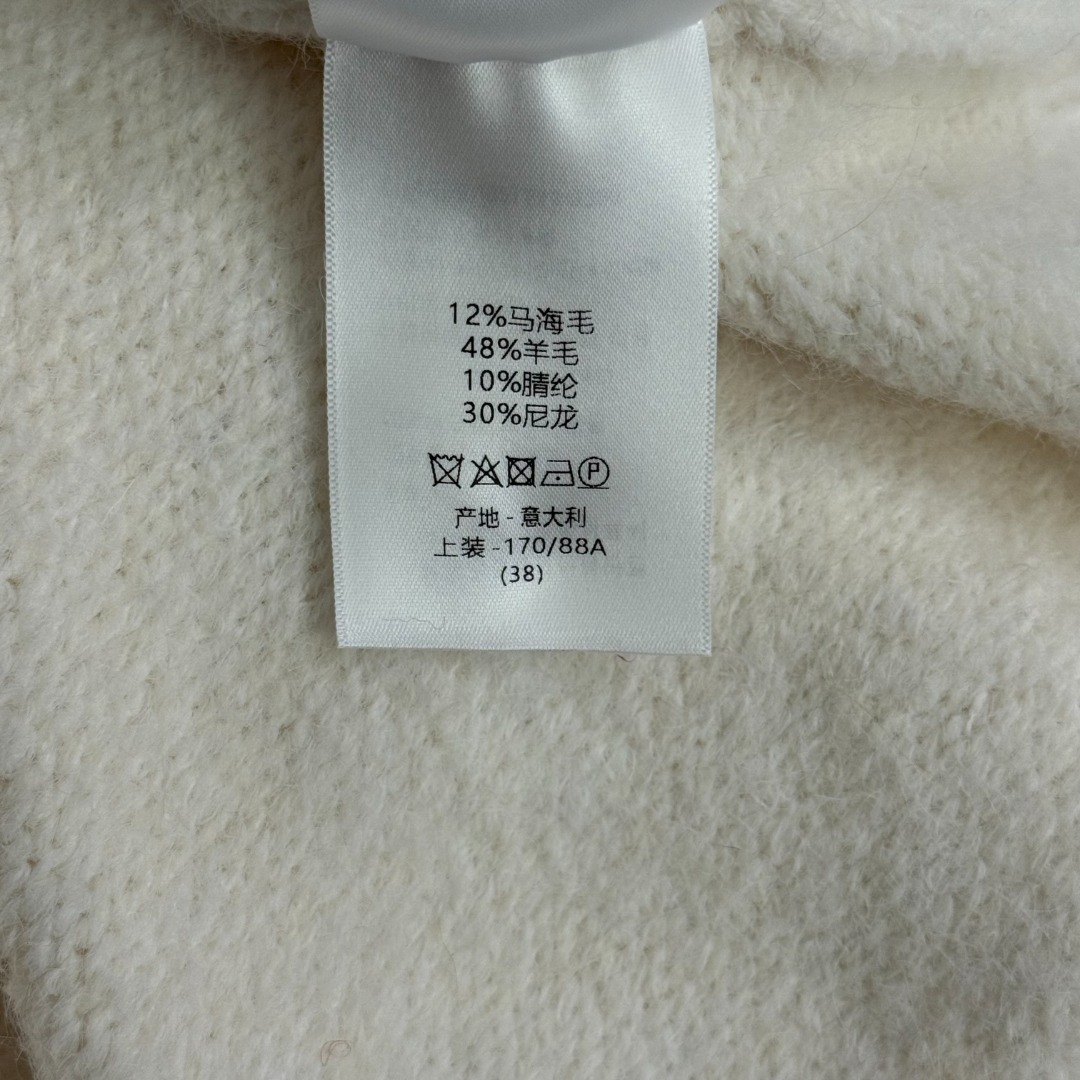 12%马海毛
48%羊毛
10%腈纶
30%尼龙
P
产地 - 意大利
上装 -170/88A
(38)